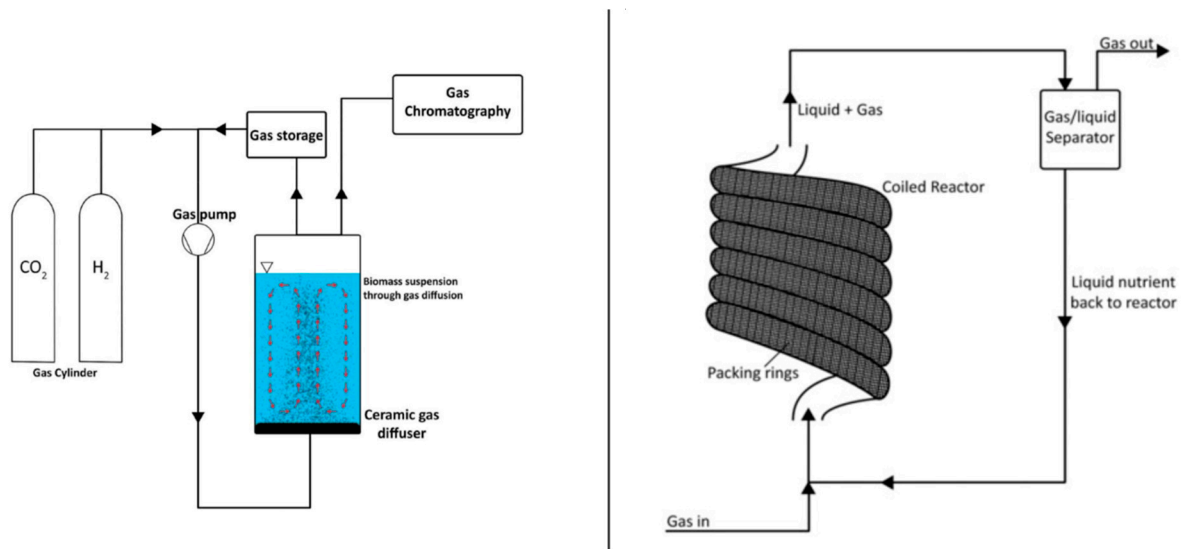 Gas
Chromatography
Gas storage
Gas pump
CO₂
H₂
Biomass suspension
through gas diffusion
Gas Cylinder
Ceramic gas
diffuser
Gas out
Liquid + Gas
Gas/liquid
Separator
Coiled Reactor
Liquid nutrient
back to reactor
Packing rings
Gas in